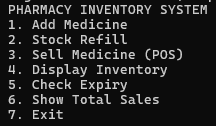 PHARMACY INVENTORY SYSTEM
1. Add Medicine
2. Stock Refill
3. Sell Medicine (POS)
4. Display Inventory
5. Check Expiry
6. Show Total Sales
7. Exit